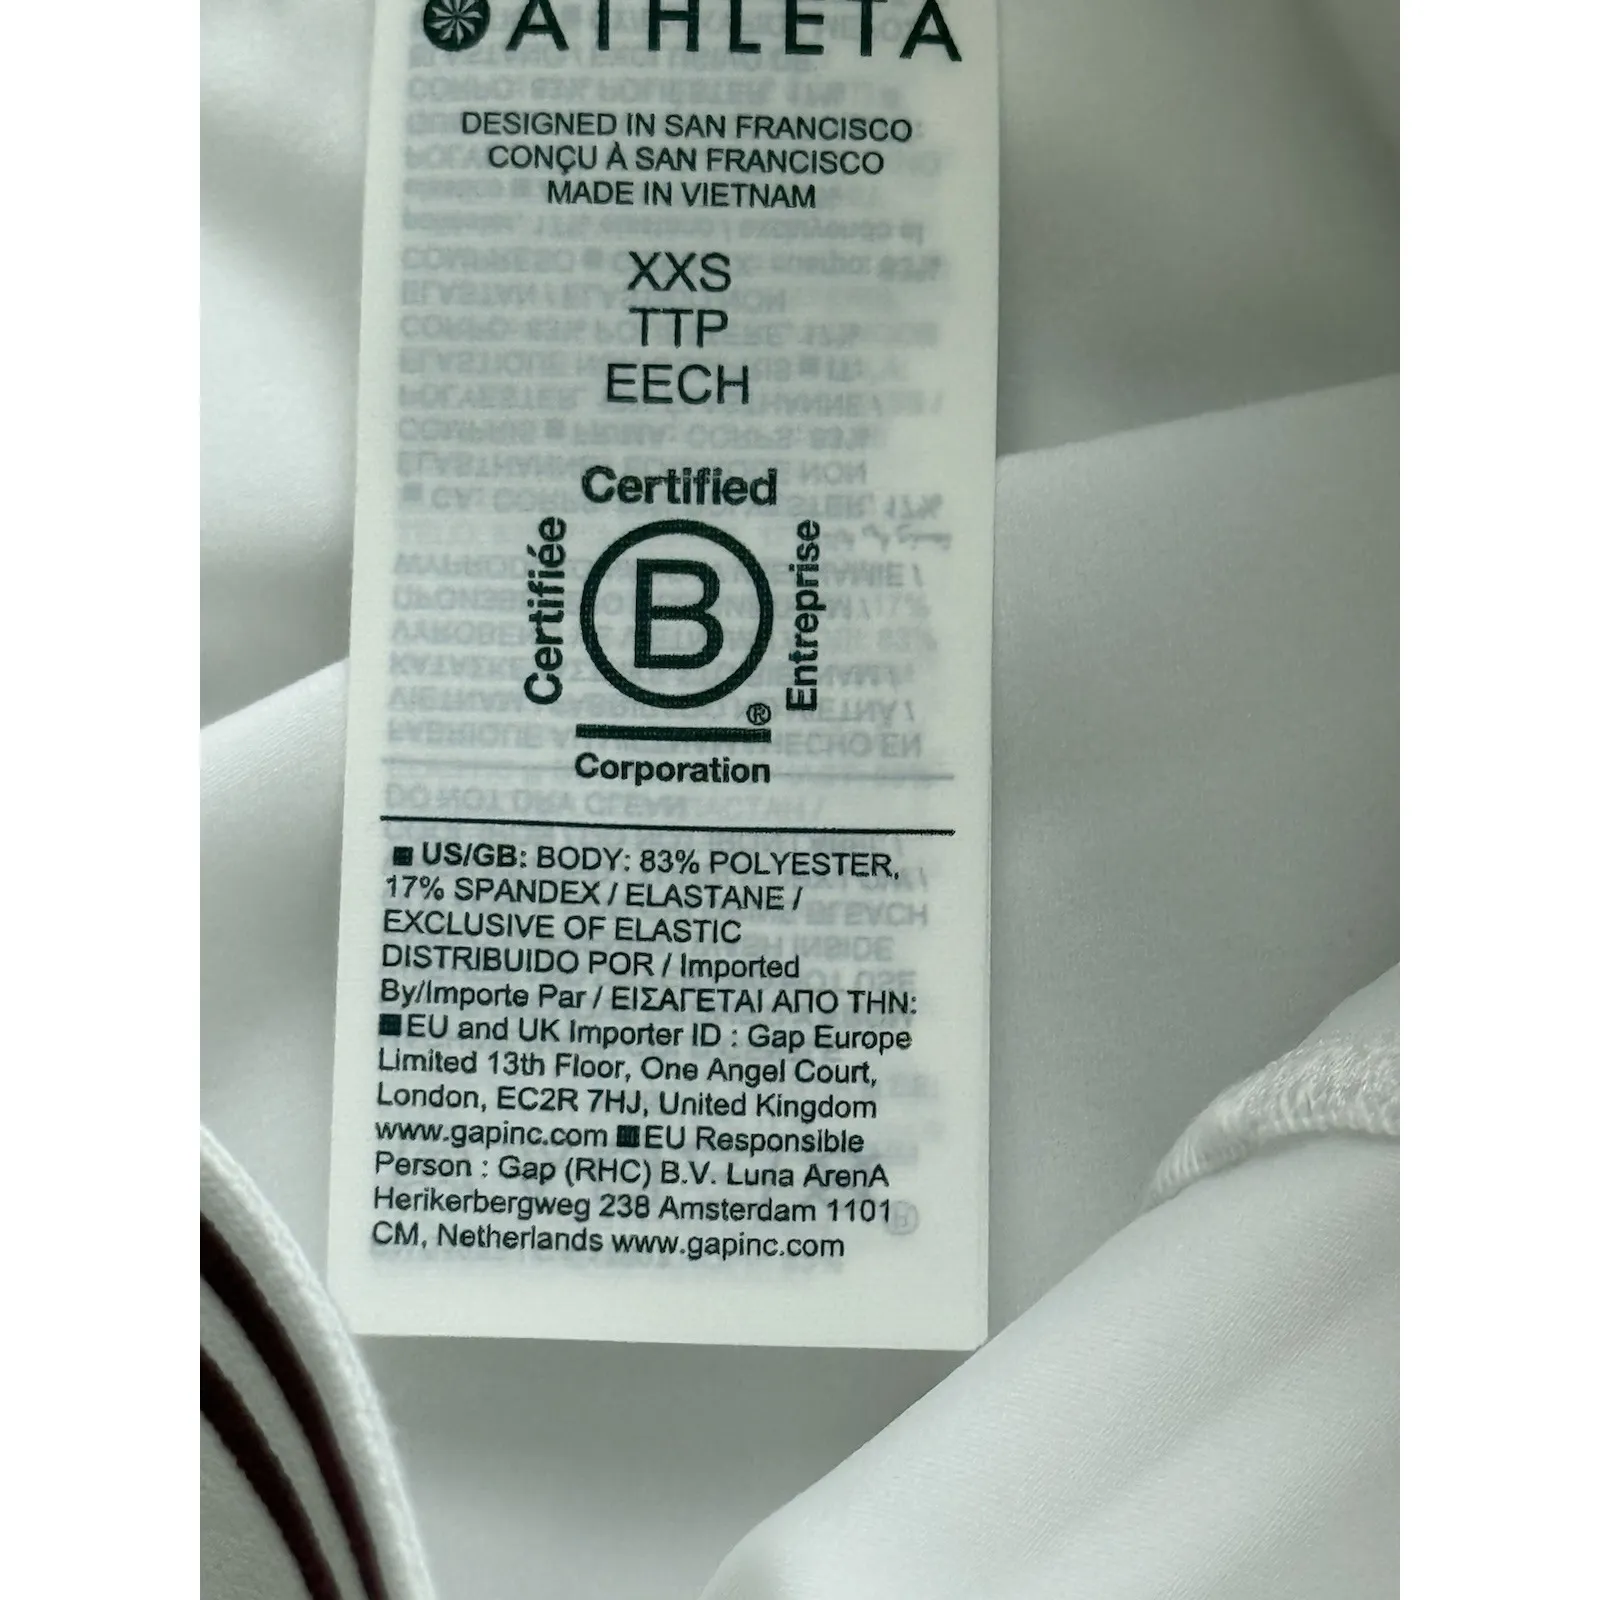 ATHLETA
DESIGNED IN SAN FRANCISCO
CONÇU À SAN FRANCISCO
MADE IN VIETNAM
XXS
TTP
EECH
Certified
Certifiée
B
Entreprise
®
Corporation
US/GB: BODY: 83% POLYESTER,
17% SPANDEX / ELASTANE /
EXCLUSIVE OF ELASTIC
DISTRIBUIDO POR / Imported
By/Importe Par / ΕΙΣΑΓΕΤΑΙ ΑΠΟ ΤΗΝ:
EU and UK Importer ID : Gap Europe
Limited 13th Floor, One Angel Court,
London, EC2R 7HJ, United Kingdom
www.gapinc.com EU Responsible
Person : Gap (RHC) B.V. Luna ArenA
Herikerbergweg 238 Amsterdam 1101
CM, Netherlands www.gapinc.com